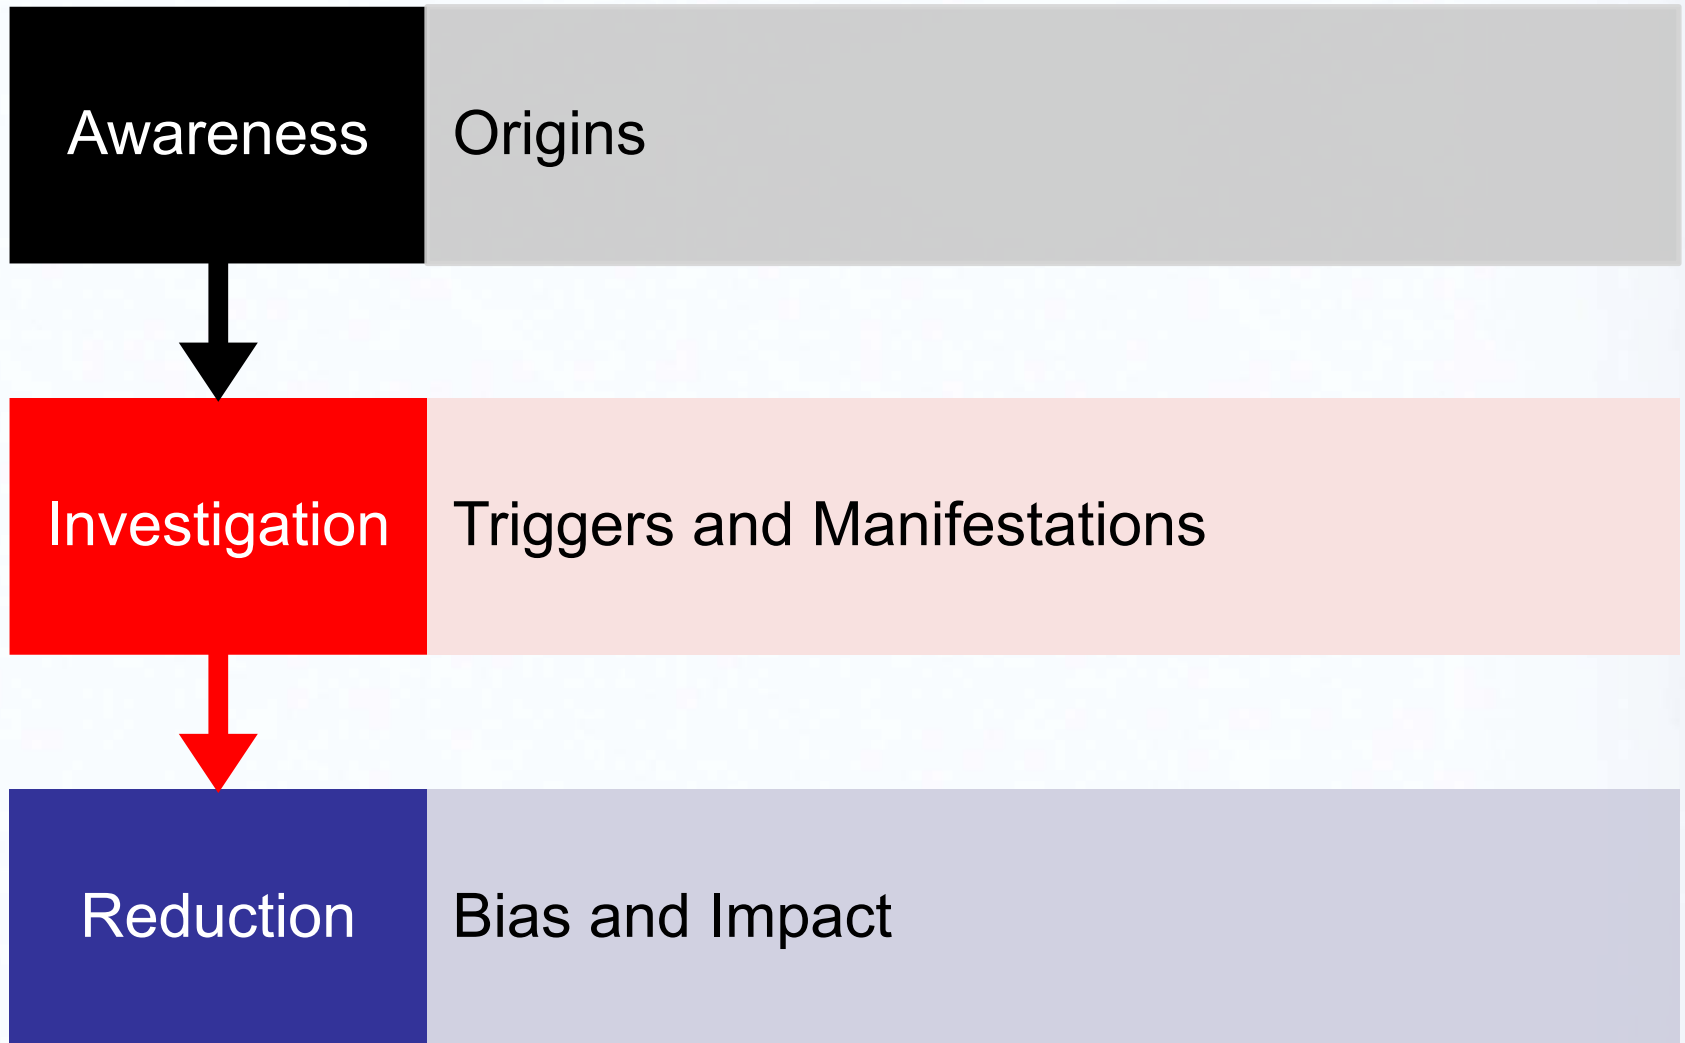 Awareness
Origins
Investigation
Triggers and Manifestations
Reduction
Bias and Impact